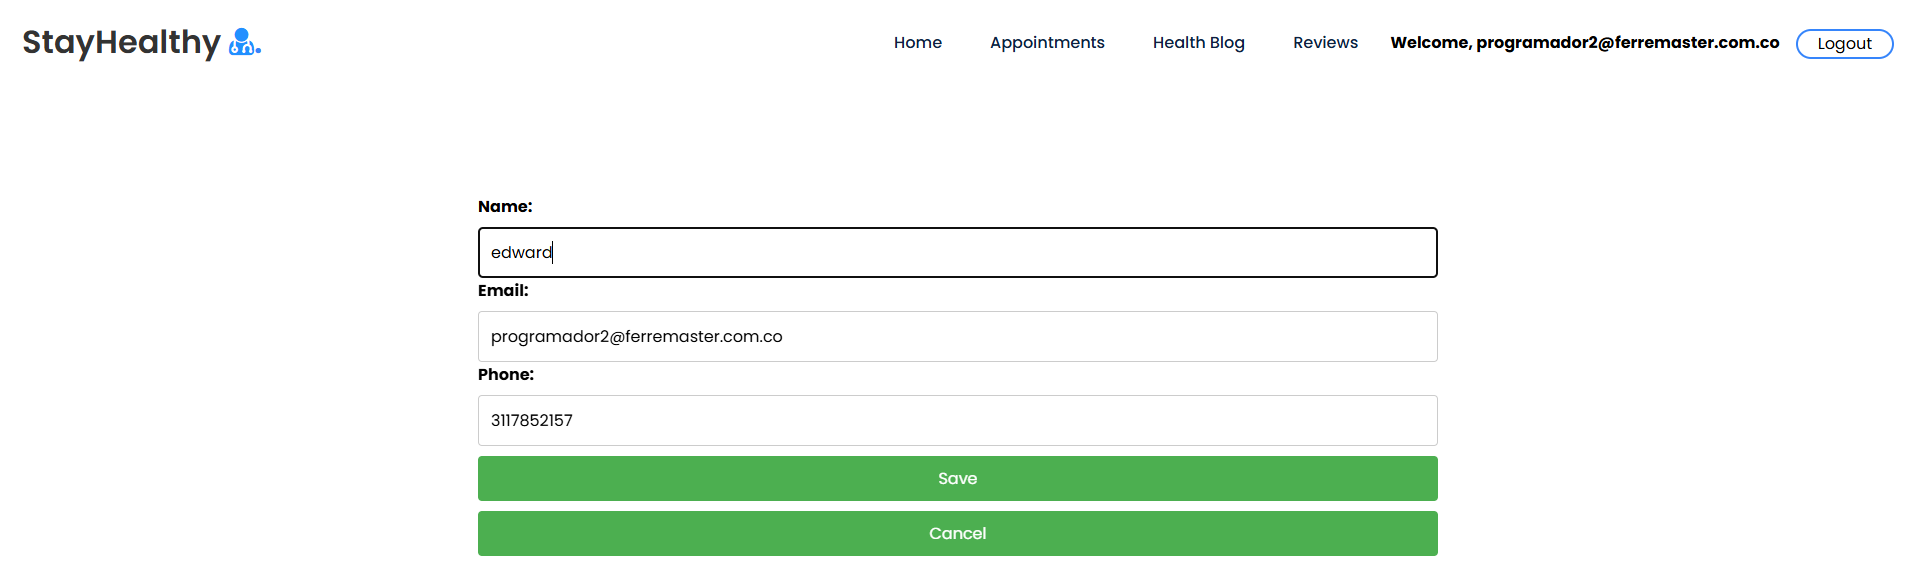 StayHealthy
Home Appointments Health Blog Reviews Welcome, programador2@ferremaster.com.co Logout
Name:
edward
Email:
programador2@ferremaster.com.co
Phone:
3117852157
Save
Cancel